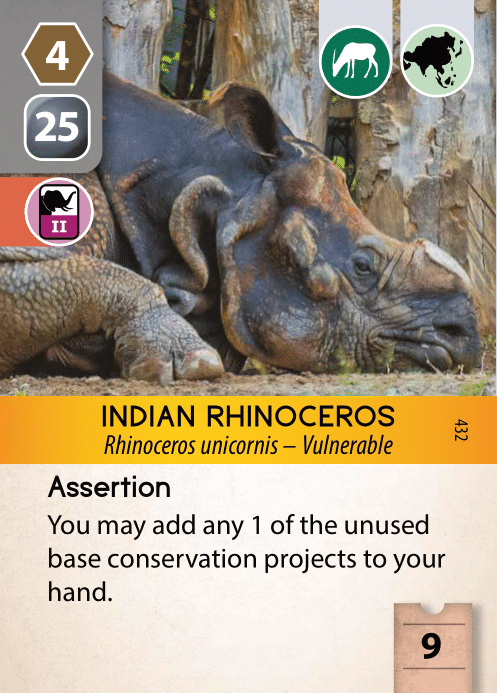 4
25
II
INDIAN RHINOCEROS
Rhinoceros unicornis – Vulnerable
432
Assertion
You may add any 1 of the unused
base conservation projects to your
hand.
9